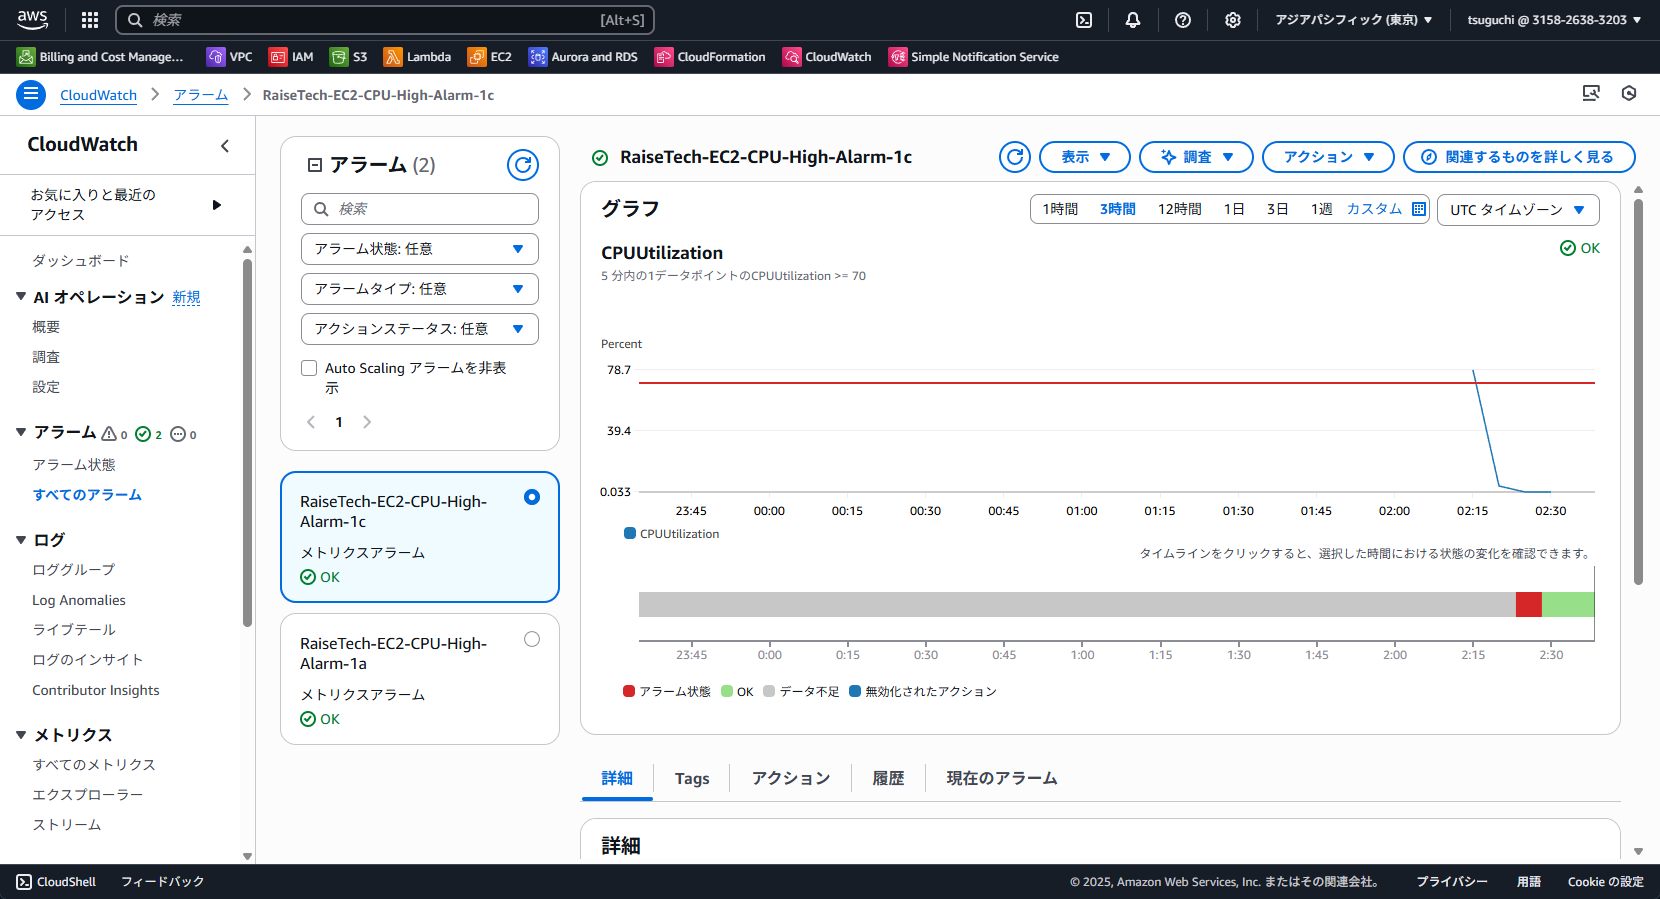 aws
検索
[Alt+S]
アジアパシフィック (東京)
tsuguchi @ 3158-2638-3203
Billing and Cost Manage...
VPC
IAM
S3
Lambda
EC2
Aurora and RDS
CloudFormation
CloudWatch
Simple Notification Service
CloudWatch
アラーム
RaiseTech-EC2-CPU-High-Alarm-1c
CloudWatch
お気に入りと最近の
アクセス
ダッシュボード
AI オペレーション 新規
概要
調査
設定
アラーム 0 2 0
アラーム状態
すべてのアラーム
ログ
ロググループ
Log Anomalies
ライブテール
ログのインサイト
Contributor Insights
メトリクス
すべてのメトリクス
エクスプローラー
ストリーム
アラーム (2)
検索
アラーム状態: 任意
アラームタイプ: 任意
アクションステータス: 任意
Auto Scaling アラームを非表
示
1
RaiseTech-EC2-CPU-High-
Alarm-1c
メトリクスアラーム
OK
RaiseTech-EC2-CPU-High-
Alarm-1a
メトリクスアラーム
OK
RaiseTech-EC2-CPU-High-Alarm-1c
表示
調査
アクション
関連するものを詳しく見る
グラフ
1時間
3時間
12時間
1日
3日
1週
カスタム
UTC タイムゾーン
CPUUtilization
OK
5 分内の1データポイントのCPUUtilization >= 70
Percent
78.7
39.4
0.033
23:45 00:00 00:15 00:30 00:45 01:00 01:15 01:30 01:45 02:00 02:15 02:30
CPUUtilization
タイムラインをクリックすると、選択した時間における状態の変化を確認できます。
23:45 0:00 0:15 0:30 0:45 1:00 1:15 1:30 1:45 2:00 2:15 2:30
アラーム状態 OK データ不足 無効化されたアクション
詳細
Tags
アクション
履歴
現在のアラーム
詳細
CloudShell
フィードバック
© 2025, Amazon Web Services, Inc. またはその関連会社。
プライバシー
用語
Cookie の設定